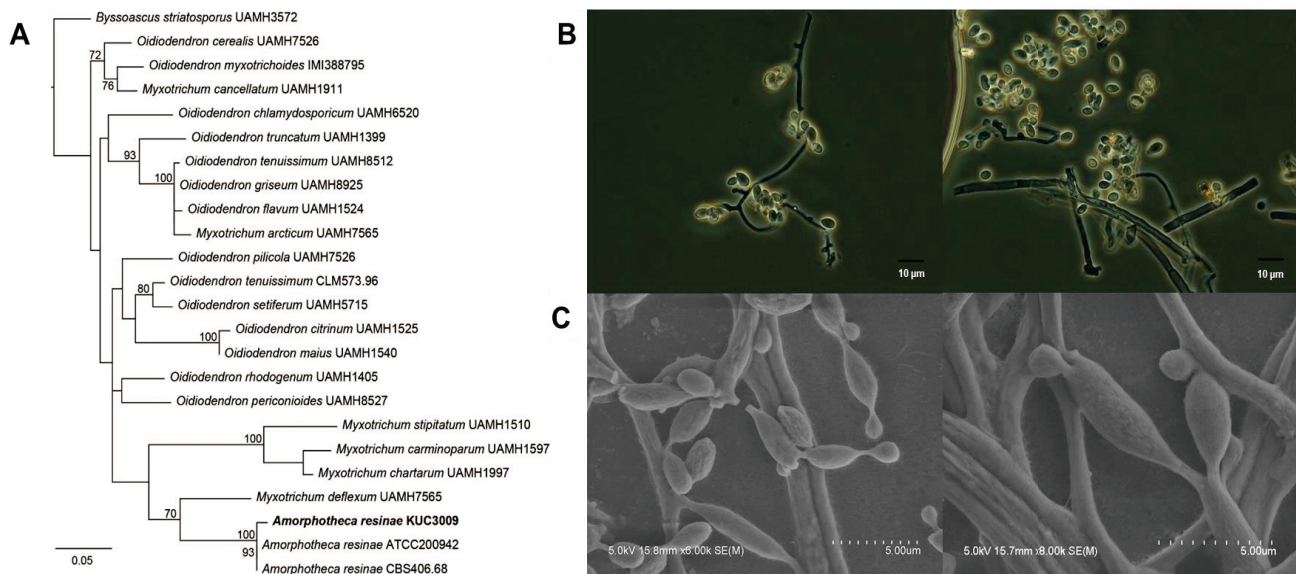 A
Byssoascus striatosporus UAMH3572
Oidiodendron cerealis UAMH7526
72
Oidiodendron myxotrichoides IMI388795
76
Myxotrichum cancellatum UAMH1911
Oidiodendron chlamydosporicum UAMH6520
Oidiodendron truncatum UAMH1399
93
Oidiodendron tenuissimum UAMH8512
100
Oidiodendron griseum UAMH8925
Oidiodendron flavum UAMH1524
Myxotrichum arcticum UAMH7565
Oidiodendron pilicola UAMH7526
Oidiodendron tenuissimum CLM573.96
80
Oidiodendron setiferum UAMH5715
Oidiodendron citrinum UAMH1525
100
Oidiodendron maius UAMH1540
Oidiodendron rhodogenum UAMH1405
Oidiodendron periconioides UAMH8527
Myxotrichum stipitatum UAMH1510
100
Myxotrichum carminoparum UAMH1597
Myxotrichum chartarum UAMH1997
Myxotrichum deflexum UAMH7565
70
Amorphotheca resinae KUC3009
100
Amorphotheca resinae ATCC200942
93
Amorphotheca resinae CBS406.68
0.05
B
10 µm
10 µm
C
5.0kV 15.8mm x6.00k SE(M)
5.00um
5.0kV 15.7mm x8.00k SE(M)
5.00um